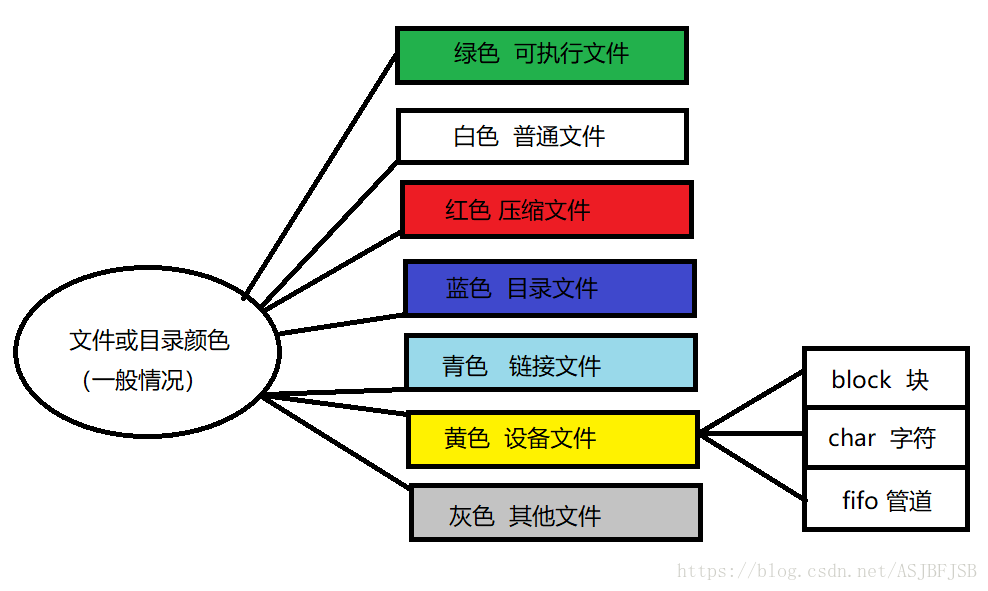 绿色 可执行文件
白色 普通文件
红色 压缩文件
蓝色 目录文件
文件或目录颜色
（一般情况）
青色 链接文件
黄色 设备文件
灰色 其他文件
block 块
char 字符
fifo 管道
https://blog.csdn.net/ASJBFJSB